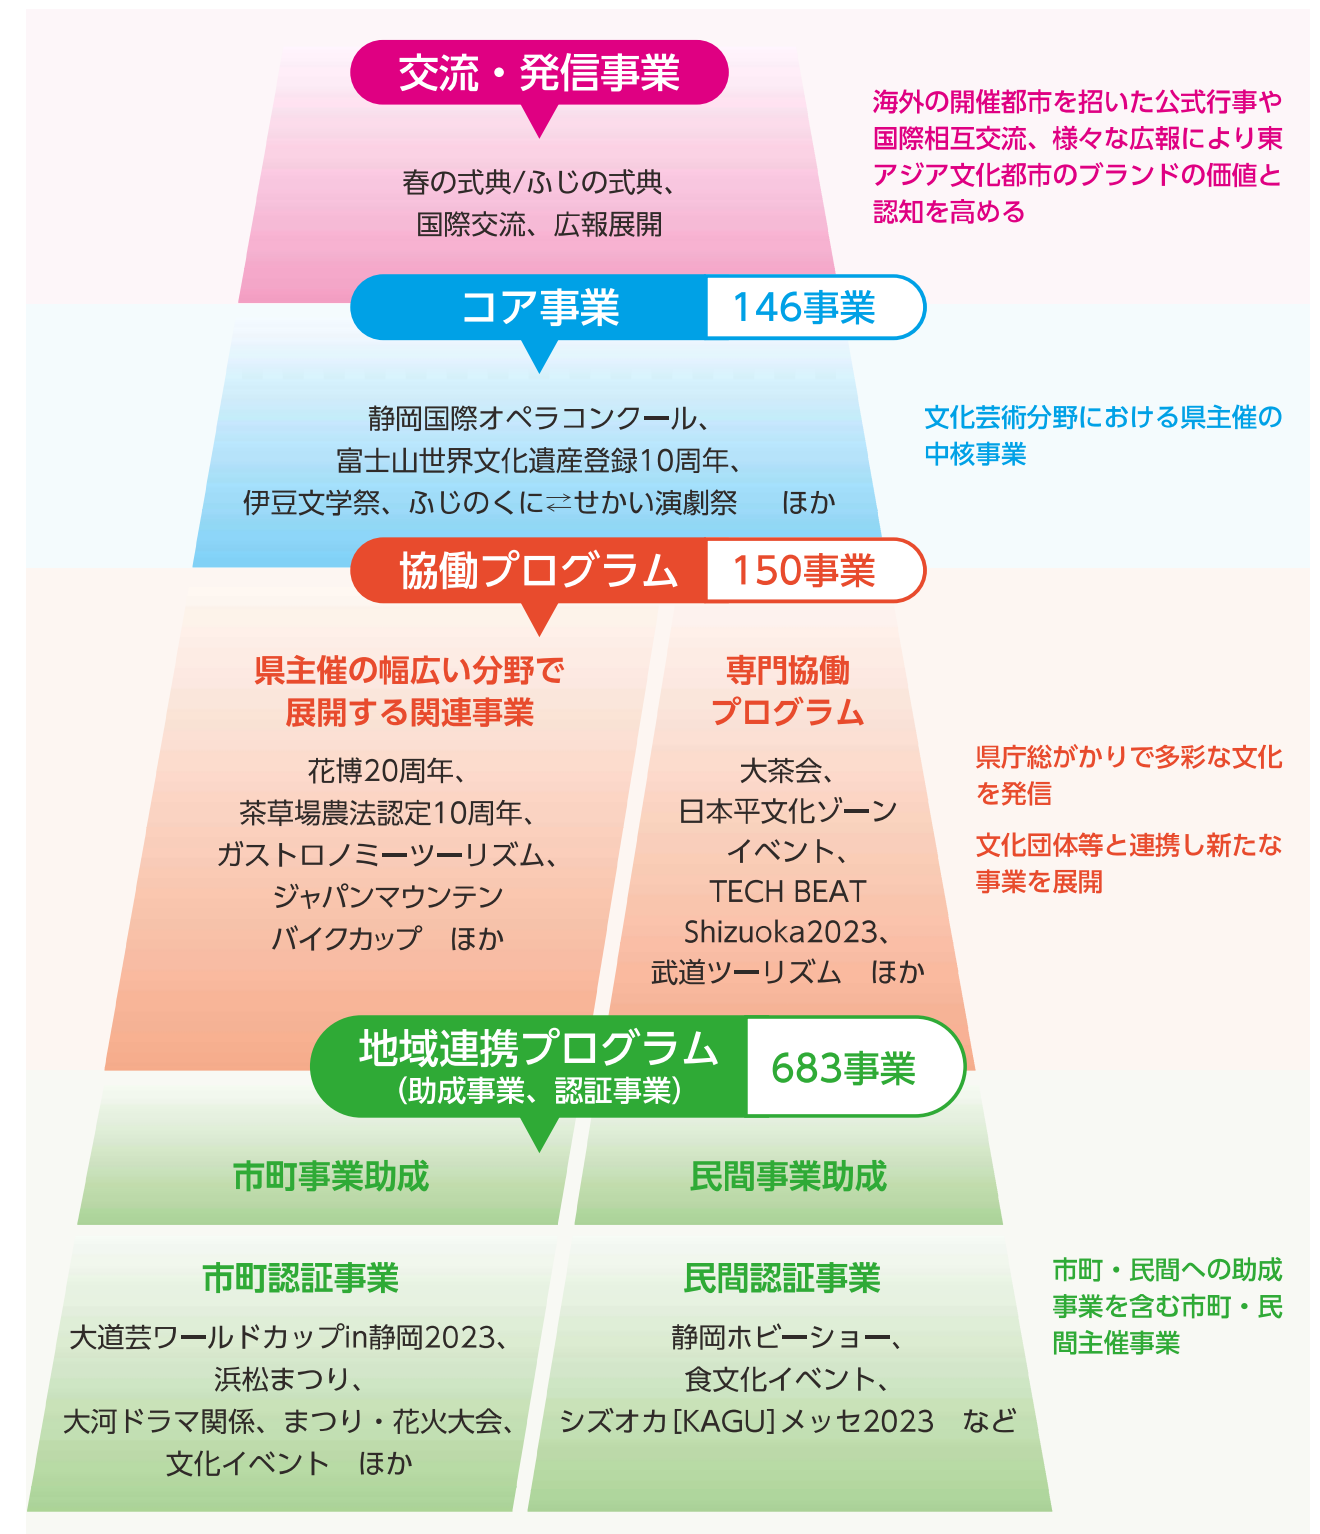 交流・発信事業
春の式典/ふじの式典、
国際交流、広報展開
海外の開催都市を招いた公式行事や
国際相互交流、様々な広報により東
アジア文化都市のブランドの価値と
認知を高める
コア事業
146事業
静岡国際オペラコンクール、
富士山世界文化遺産登録10周年、
伊豆文学祭、ふじのくに⇄せかい演劇祭　ほか
文化芸術分野における県主催の
中核事業
協働プログラム
150事業
県主催の幅広い分野で
展開する関連事業
花博20周年、
茶草場農法認定10周年、
ガストロノミーツーリズム、
ジャパンマウンテン
バイクカップ　ほか
専門協働
プログラム
大茶会、
日本平文化ゾーン
イベント、
TECH BEAT
Shizuoka2023、
武道ツーリズム　ほか
県庁総がかりで多彩な文化
を発信
文化団体等と連携し新たな
事業を展開
地域連携プログラム
（助成事業、認証事業）
683事業
市町事業助成
民間事業助成
市町認証事業
大道芸ワールドカップin静岡2023、
浜松まつり、
大河ドラマ関係、まつり・花火大会、
文化イベント　ほか
民間認証事業
静岡ホビーショー、
食文化イベント、
シズオカ[KAGU]メッセ2023　など
市町・民間への助成
事業を含む市町・民
間主催事業